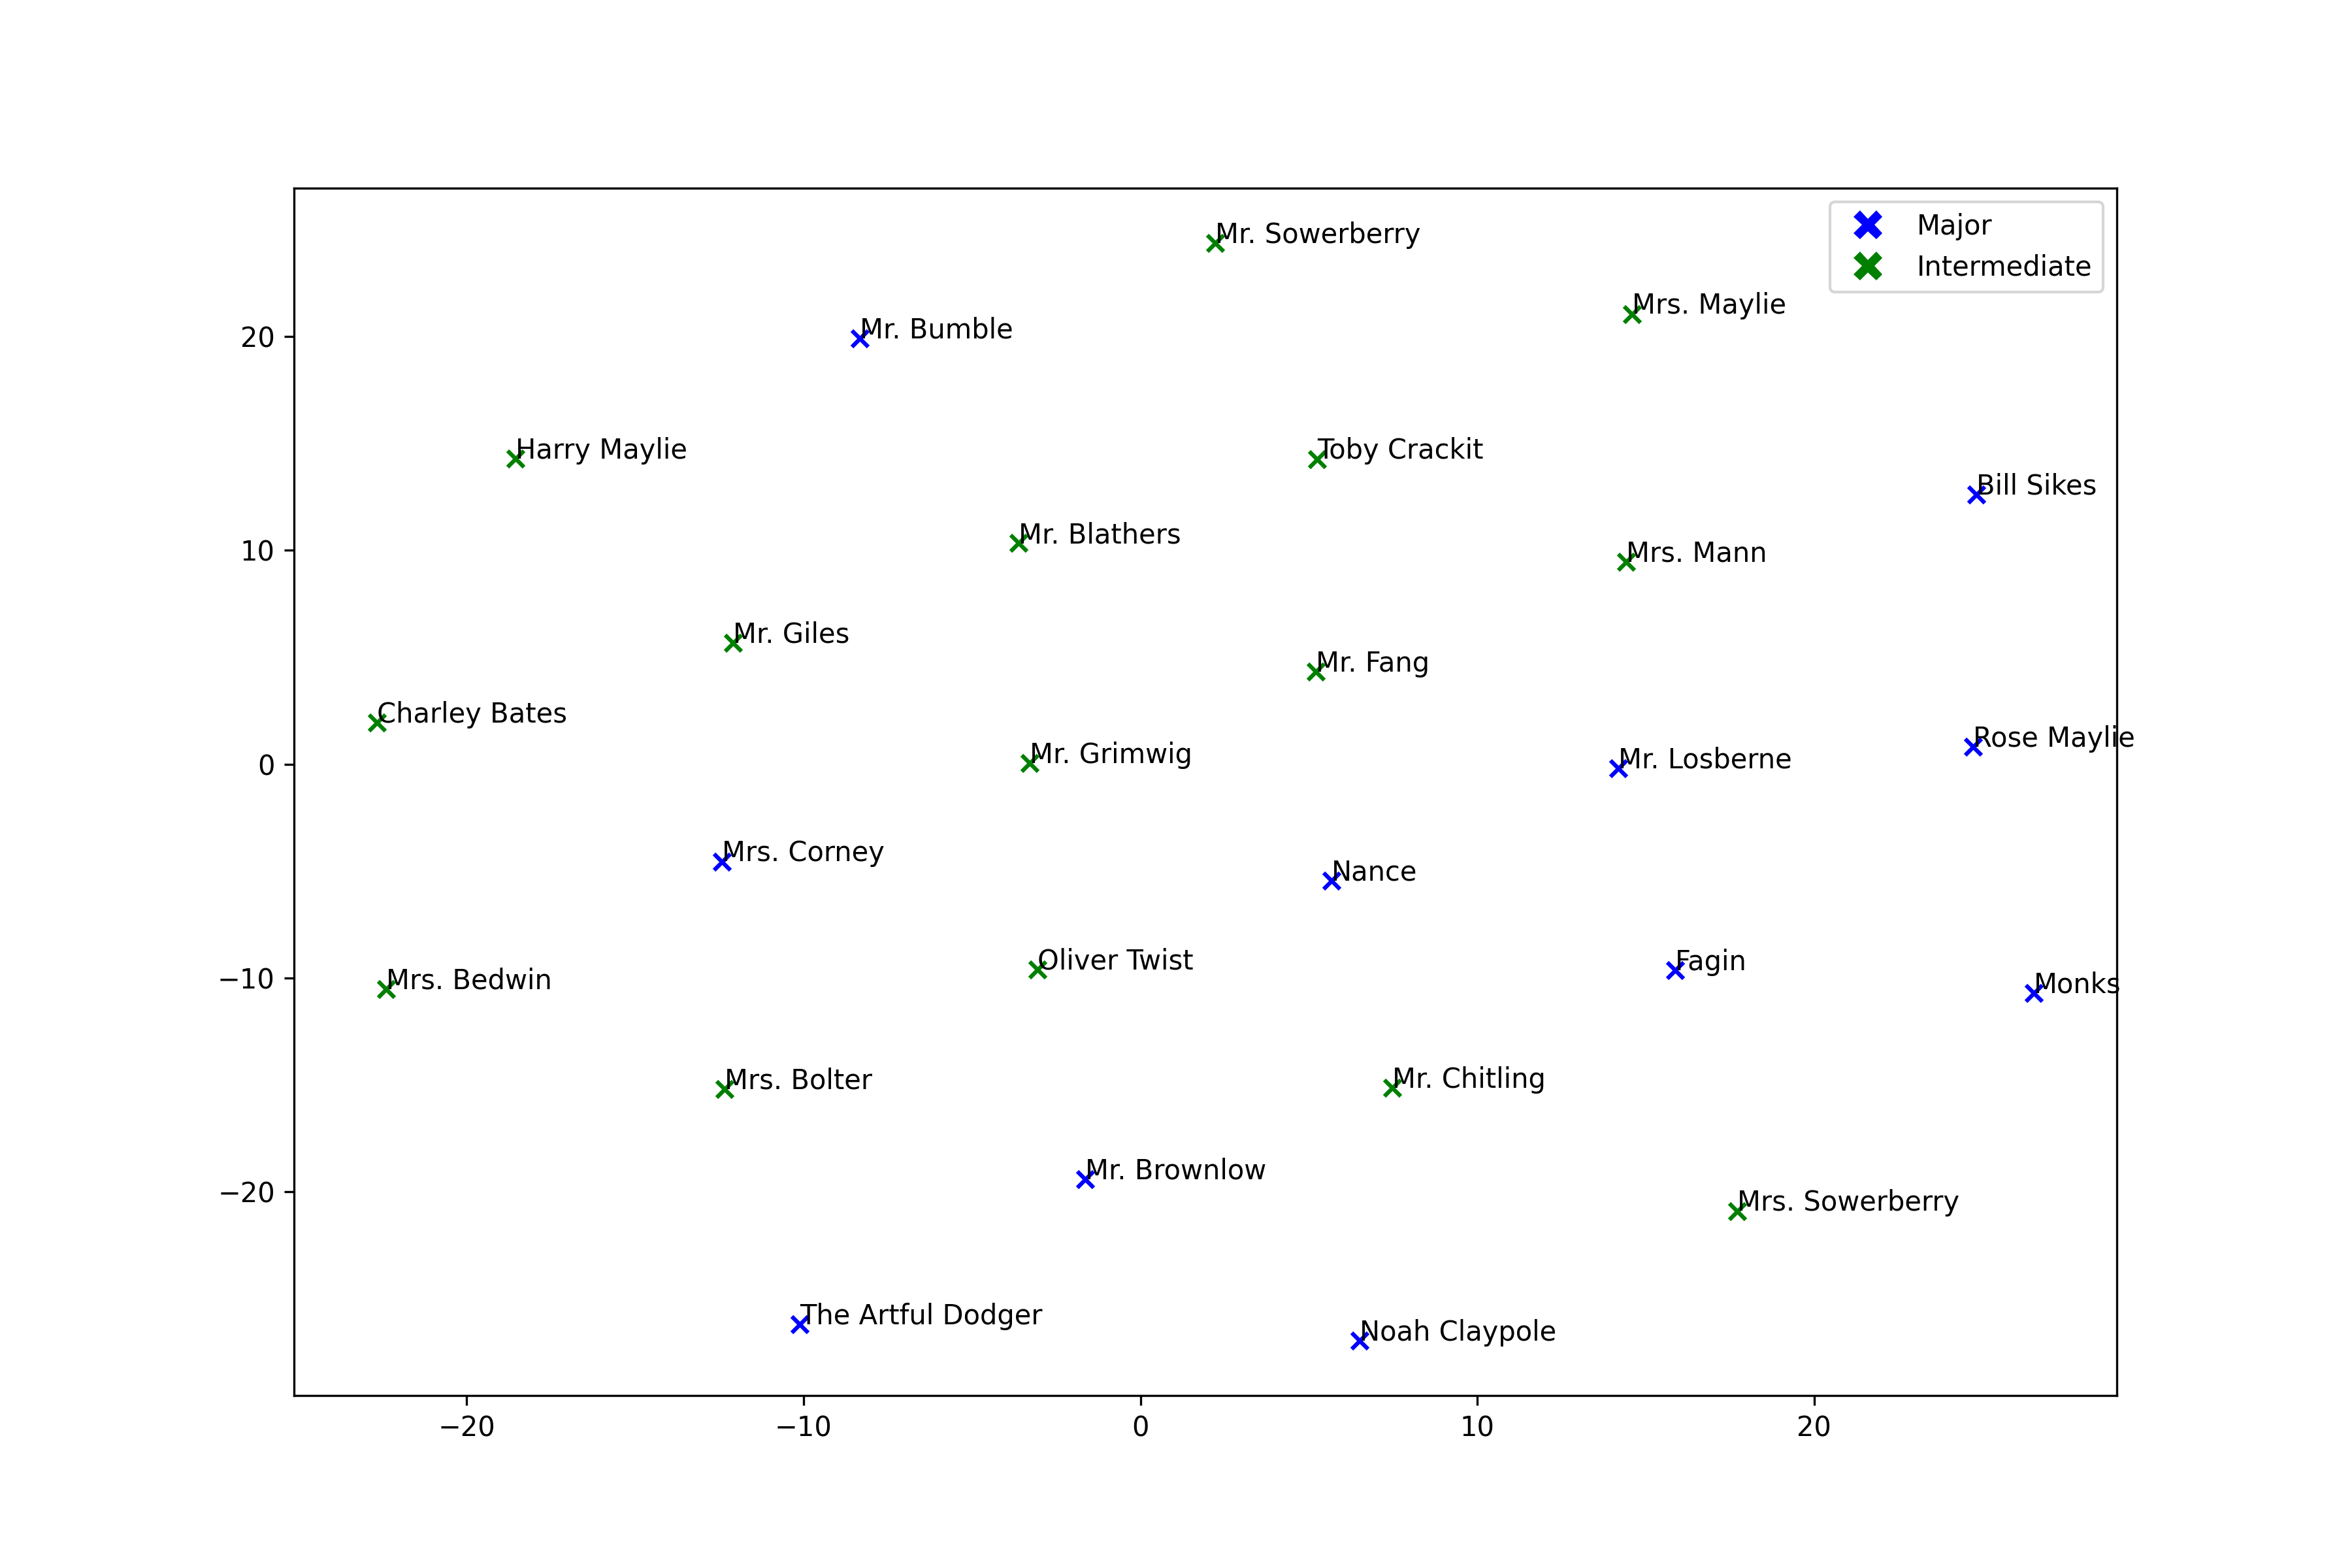 Mr. Sowerberry
Major
Intermediate
Mrs. Maylie
Mr. Bumble
20
Harry Maylie
Toby Crackit
Bill Sikes
Mr. Blathers
10
Mrs. Mann
Mr. Giles
Mr. Fang
Charley Bates
Rose Maylie
Mr. Grimwig
0
Mr. Losberne
Mrs. Corney
Nance
Oliver Twist
Fagin
−10
Mrs. Bedwin
Monks
Mrs. Bolter
Mr. Chitling
Mr. Brownlow
−20
Mrs. Sowerberry
The Artful Dodger
Noah Claypole
−20 −10 0 10 20